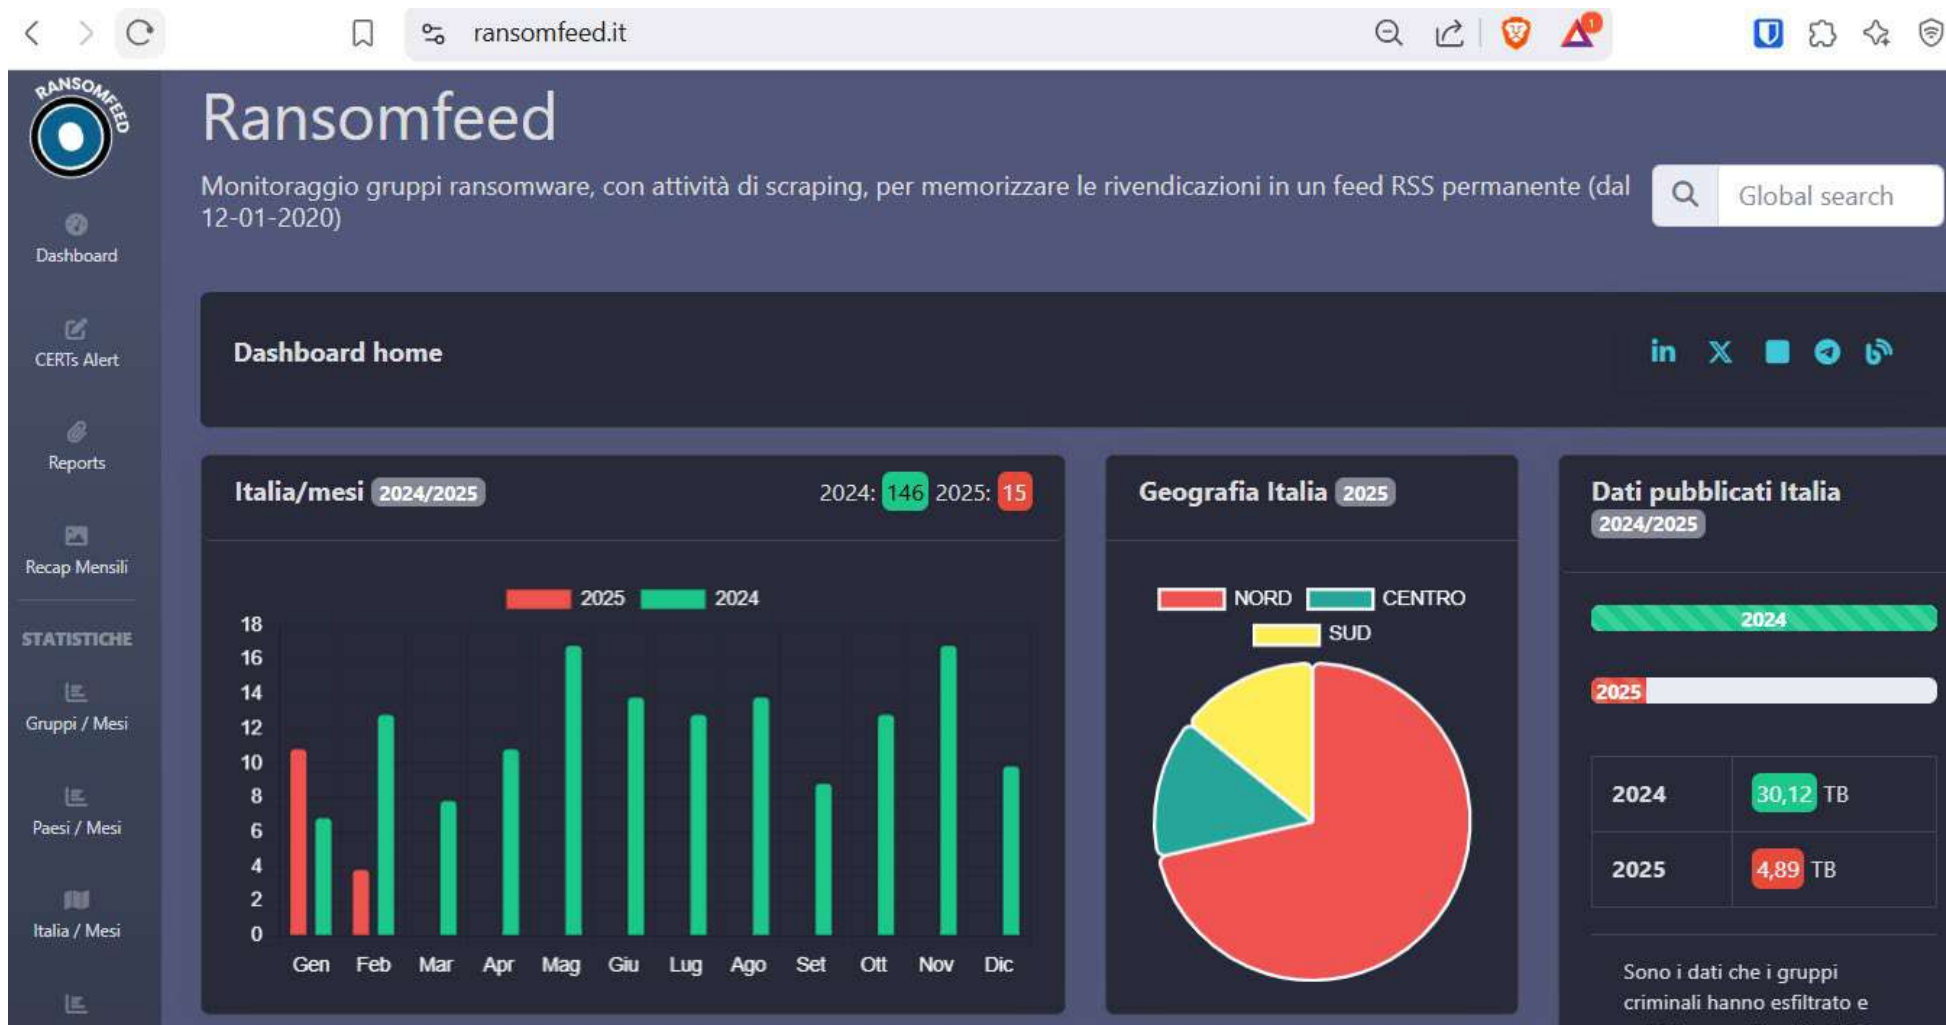 ransomfeed.it
1
RANSOMFEED
Ransomfeed
Monitoraggio gruppi ransomware, con attività di scraping, per memorizzare le rivendicazioni in un feed RSS permanente (dal
12-01-2020)
Global search
Dashboard
CERTs Alert
Reports
Recap Mensili
STATISTICHE
Gruppi / Mesi
Paesi / Mesi
Italia / Mesi
Dashboard home
Italia/mesi 2024/2025
2024: 146 2025: 15
2025
2024
18
16
14
12
10
8
6
4
2
0
Gen Feb Mar Apr Mag Giu Lug Ago Set Ott Nov Dic
Geografia Italia 2025
NORD
CENTRO
SUD
Dati pubblicati Italia
2024/2025
2024
2025
2024 30,12 TB
2025 4,89 TB
Sono i dati che i gruppi
criminali hanno esfiltrato e